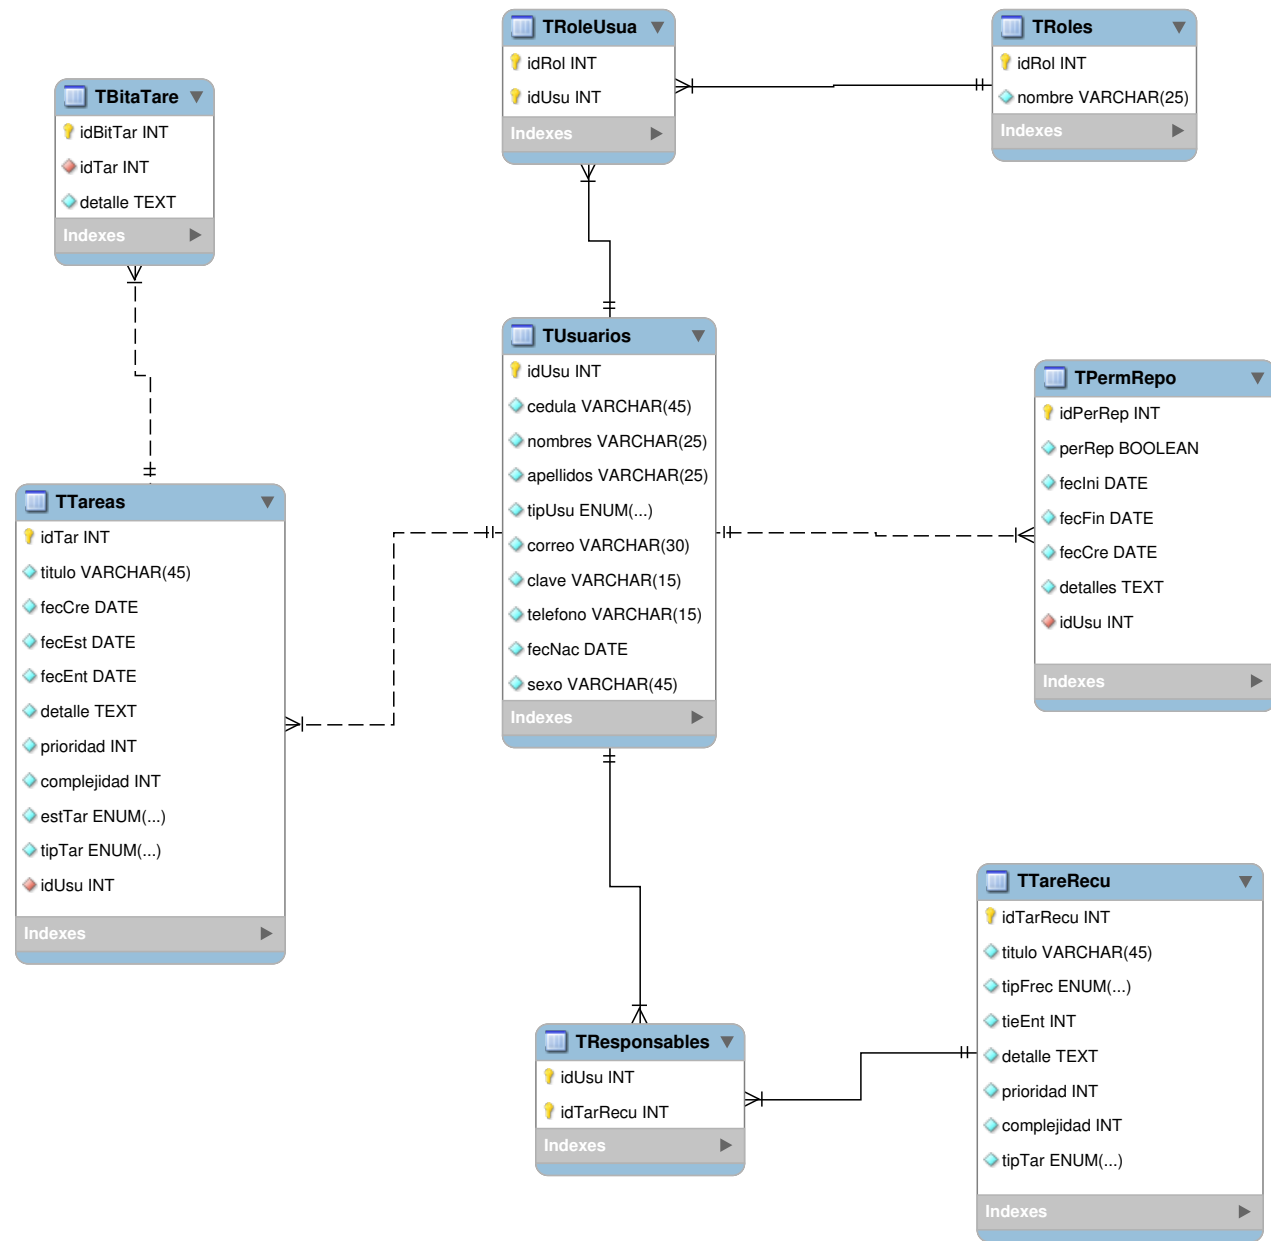 TRoleUsua
idRol INT
idUsu INT
Indexes
TRoles
idRol INT
nombre VARCHAR(25)
Indexes
TBitaTare
idBitTar INT
idTar INT
detalle TEXT
Indexes
TUsuarios
idUsu INT
cedula VARCHAR(45)
nombres VARCHAR(25)
apellidos VARCHAR(25)
tipUsu ENUM(...)
correo VARCHAR(30)
clave VARCHAR(15)
telefono VARCHAR(15)
fecNac DATE
sexo VARCHAR(45)
Indexes
TPermRepo
idPerRep INT
perRep BOOLEAN
fecIni DATE
fecFin DATE
fecCre DATE
detalles TEXT
idUsu INT
Indexes
TTareas
idTar INT
titulo VARCHAR(45)
fecCre DATE
fecEst DATE
fecEnt DATE
detalle TEXT
prioridad INT
complejidad INT
estTar ENUM(...)
tipTar ENUM(...)
idUsu INT
Indexes
TResponsables
idUsu INT
idTarRecu INT
Indexes
TTareRecu
idTarRecu INT
titulo VARCHAR(45)
tipFrec ENUM(...)
tieEnt INT
detalle TEXT
prioridad INT
complejidad INT
tipTar ENUM(...)
Indexes